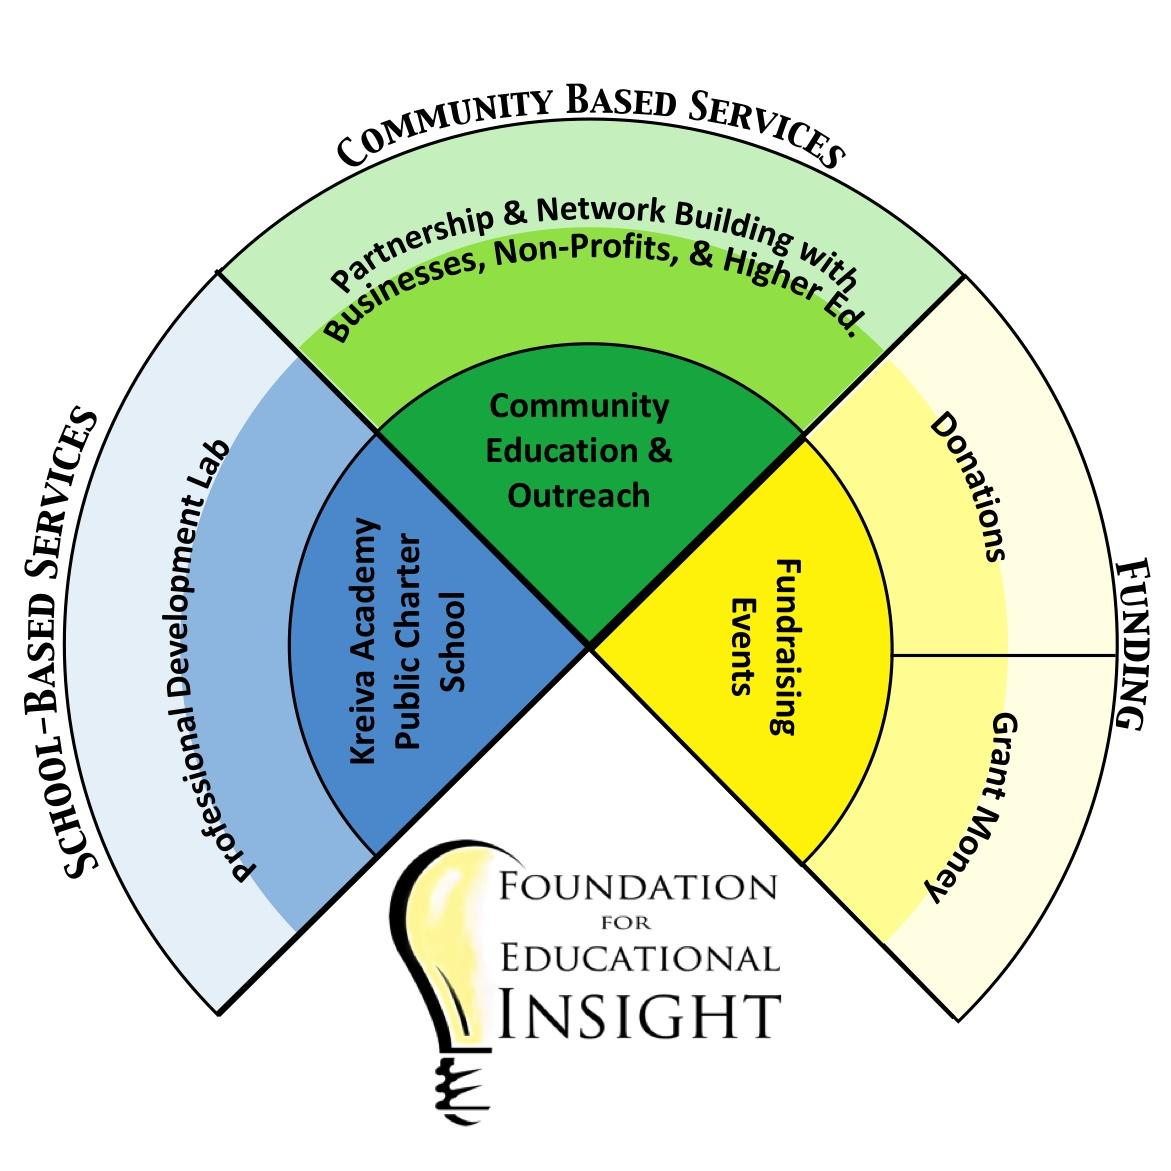 COMMUNITY BASED SERVICES
Partnership & Network Building with
Businesses, Non-Profits, & Higher Ed.
Community
Education &
Outreach
SCHOOL-BASED SERVICES
Professional Development Lab
Kreiva Academy
Public Charter
School
Fundraising
Events
Donations
Grant Money
FUNDING
FOUNDATION
FOR
EDUCATIONAL
INSIGHT